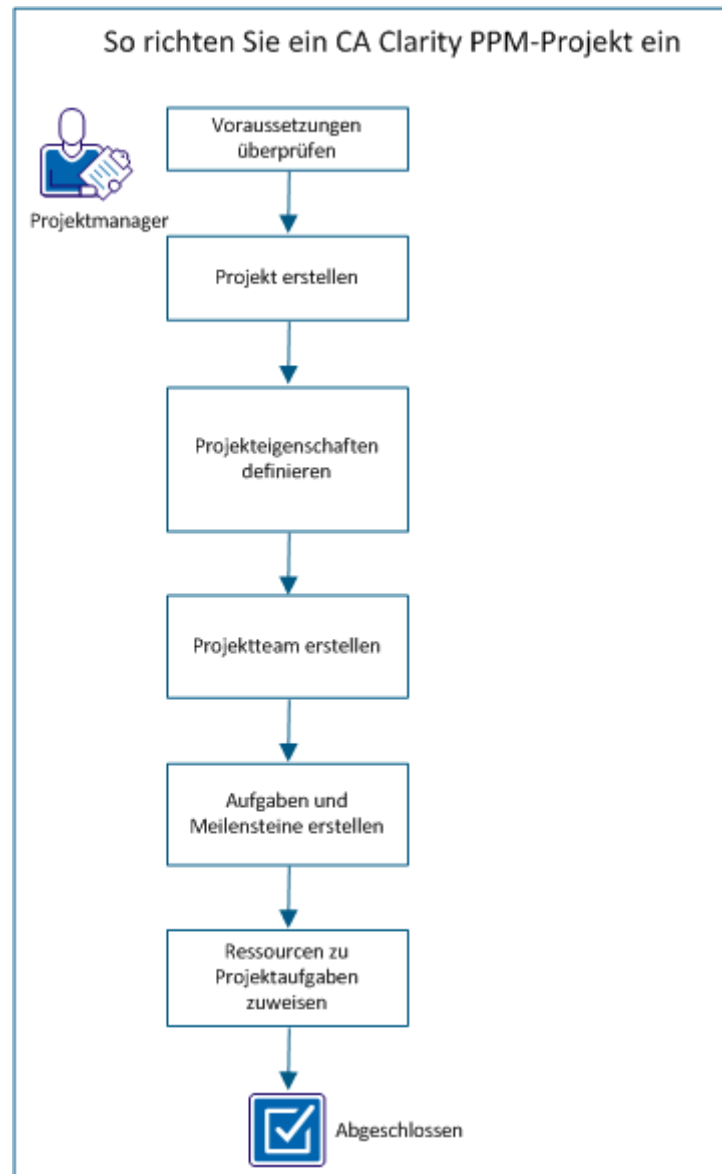 So richten Sie ein CA Clarity PPM-Projekt ein
Projektmanager
Voraussetzungen
überprüfen
Projekt erstellen
Projekteigenschaften
definieren
Projektteam erstellen
Aufgaben und
Meilensteine erstellen
Ressourcen zu
Projektaufgaben
zuweisen
Abgeschlossen